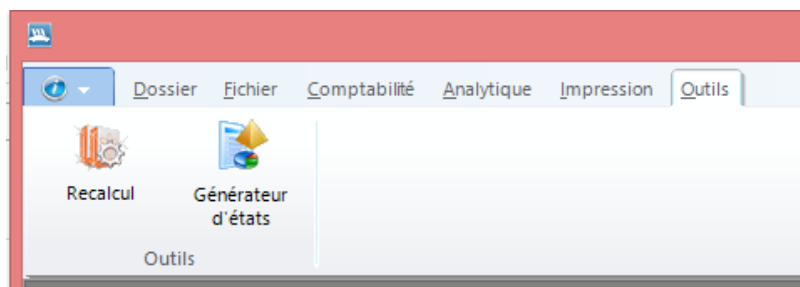 Dossier Fichier Comptabilité Analytique Impression Outils
Recalcul Générateur
d'états
Outils